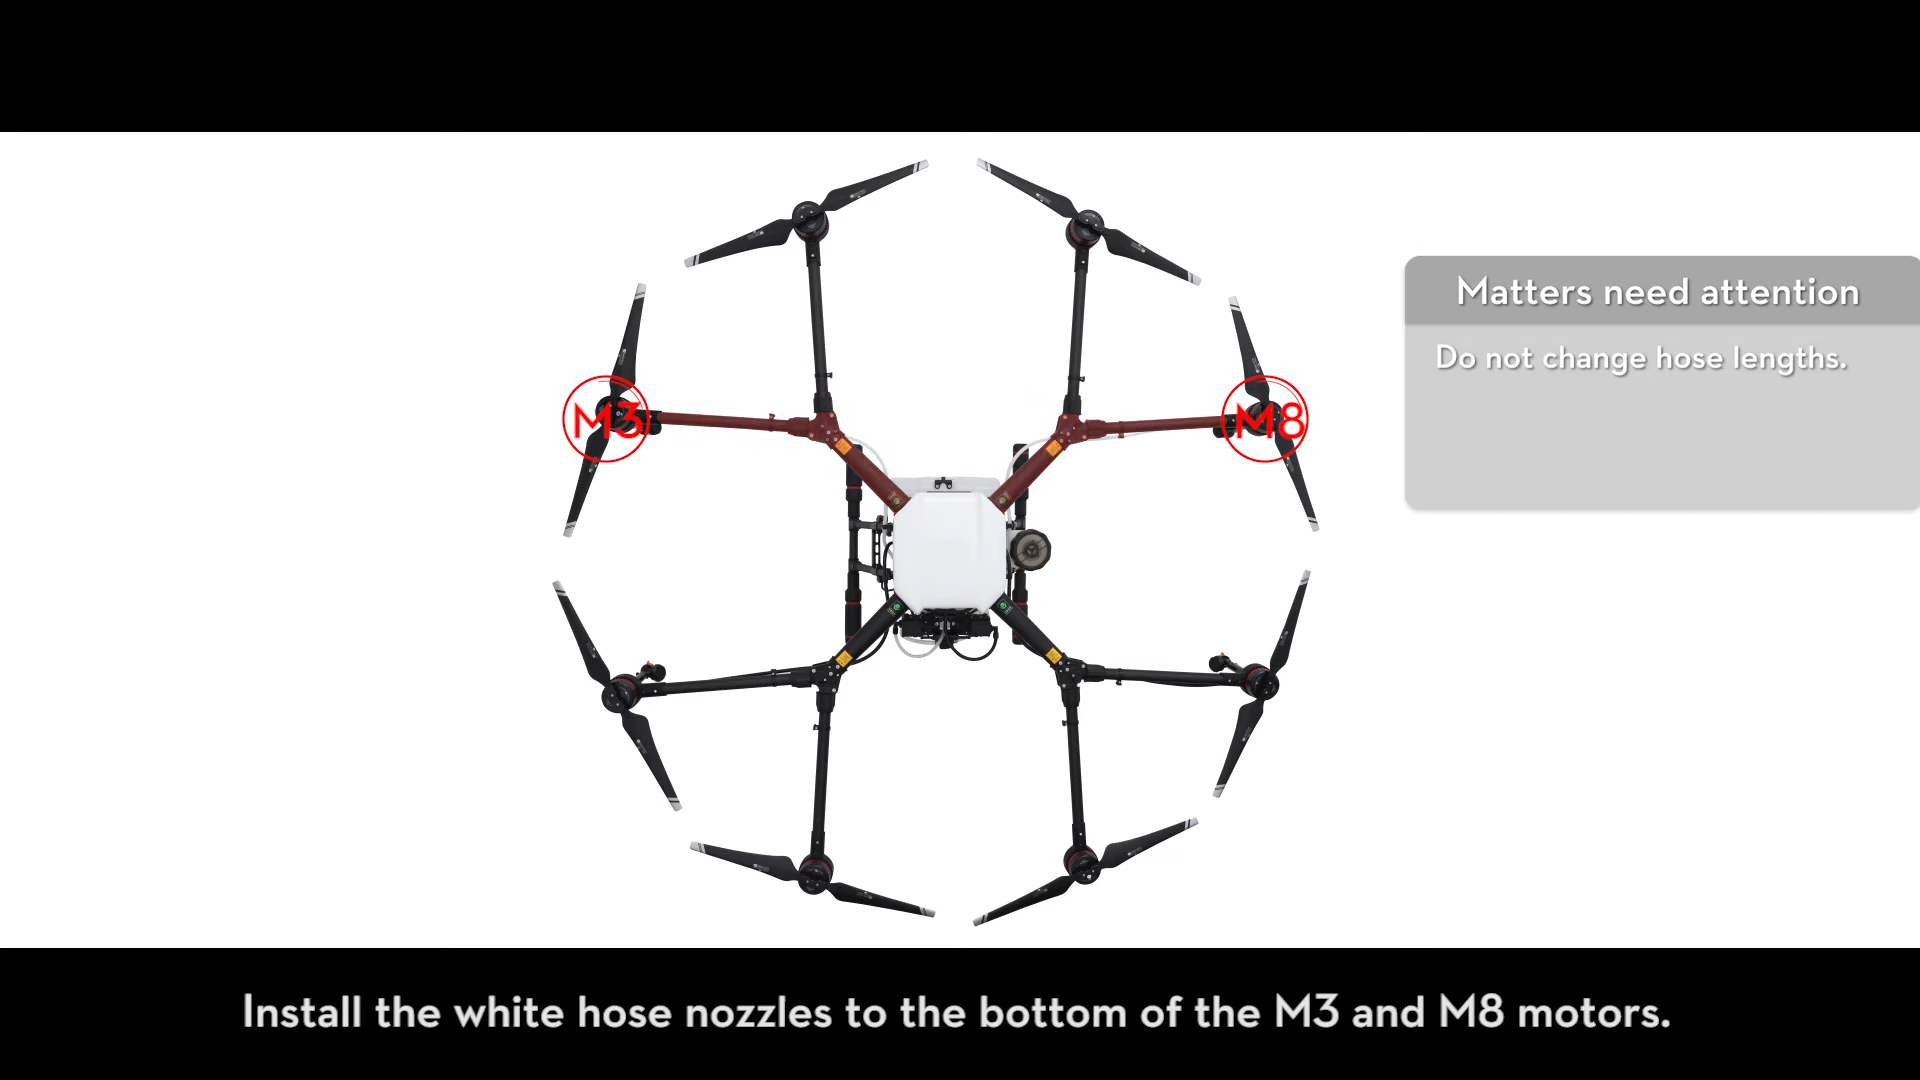 Matters need attention
Do not change hose lengths.
M3
M8
Install the white hose nozzles to the bottom of the M3 and M8 motors.